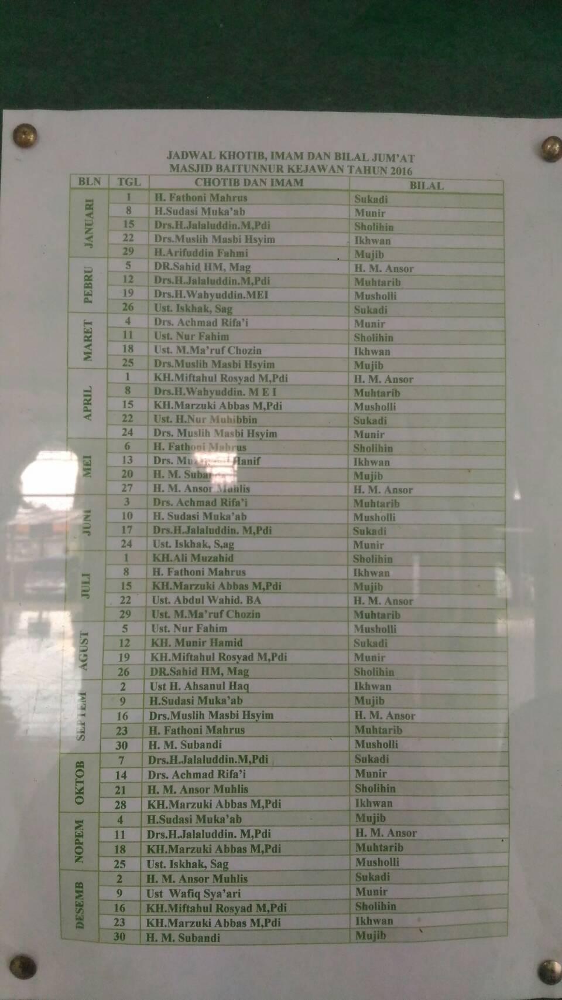 JADWAL KHOTIB, IMAM DAN BILAL JUM'AT
MASJID BAITUNNUR KEJAWAN TAHUN 2016
BLN TGL CHOTIB DAN IMAM BILAL
JANUARI
1 H. Fathoni Mahrus Sukadi
8 H.Sudasi Muka'ab Munir
15 Drs.H.Jalaluddin.M,Pdi Sholihin
22 Drs.Muslih Masbi Hsyim Ikhwan
29 H.Arifuddin Fahmi Mujib
PEBRU
5 DR.Sahid HM, Mag H. M. Ansor
12 Drs.H.Jalaluddin.M,Pdi Muhtarib
19 Drs.H.Wahyuddin.MEI Musholli
26 Ust. Iskhak, Sag Sukadi
MARET
4 Drs. Achmad Rifa'i Munir
11 Ust. Nur Fahim Sholihin
18 Ust. M.Ma'ruf Chozin Ikhwan
25 Drs.Muslih Masbi Hsyim Mujib
APRIL
1 KH.Miftahul Rosyad M,Pdi H. M. Ansor
8 Drs.H.Wahyuddin. M E I Muhtarib
15 KH.Marzuki Abbas M,Pdi Musholli
22 Ust. H.Nur Muhibbin Sukadi
24 Drs. Muslih Masbi Hsyim Munir
MEI
6 H. Fathoni Mahrus Sholihin
13 Drs. Hanif Ikhwan
20 H. M. Mujib
27 H. M. Ansor Muhlis H. M. Ansor
JUNI
3 Drs. Achmad Rifa'i Muhtarib
10 H. Sudasi Muka'ab Musholli
17 Drs.H.Jalaluddin. M,Pdi Sukadi
24 Ust. Iskhak, S,ag Munir
JULI
1 KH.Ali Muzahid Sholihin
8 H. Fathoni Mahrus Ikhwan
15 KH.Marzuki Abbas M,Pdi Mujib
22 Ust. Abdul Wahid. BA H. M. Ansor
29 Ust. M.Ma'ruf Chozin Muhtarib
AGUST
5 Ust. Nur Fahim Musholli
12 KH. Munir Hamid Sukadi
19 KH.Miftahul Rosyad M,Pdi Munir
26 DR.Sahid HM, Mag Sholihin
SEPTEM
2 Ust H. Ahsanul Haq Ikhwan
9 H.Sudasi Muka'ab Mujib
16 Drs.Muslih Masbi Hsyim H. M. Ansor
23 H. Fathoni Mahrus Muhtarib
30 H. M. Subandi Musholli
OKTOB
7 Drs.H.Jalaluddin.M,Pdi Sukadi
14 Drs. Achmad Rifa'i Munir
21 H. M. Ansor Muhlis Sholihin
28 KH.Marzuki Abbas M,Pdi Ikhwan
NOPEM
4 H.Sudasi Muka'ab Mujib
11 Drs.H.Jalaluddin. M,Pdi H. M. Ansor
18 KH.Marzuki Abbas M,Pdi Muhtarib
25 Ust. Iskhak, Sag Musholli
DESEMB
2 H. M. Ansor Muhlis Sukadi
9 Ust Wafiq Sya'ari Munir
16 KH.Miftahul Rosyad M,Pdi Sholihin
23 KH.Marzuki Abbas M,Pdi Ikhwan
30 H. M. Subandi Mujib